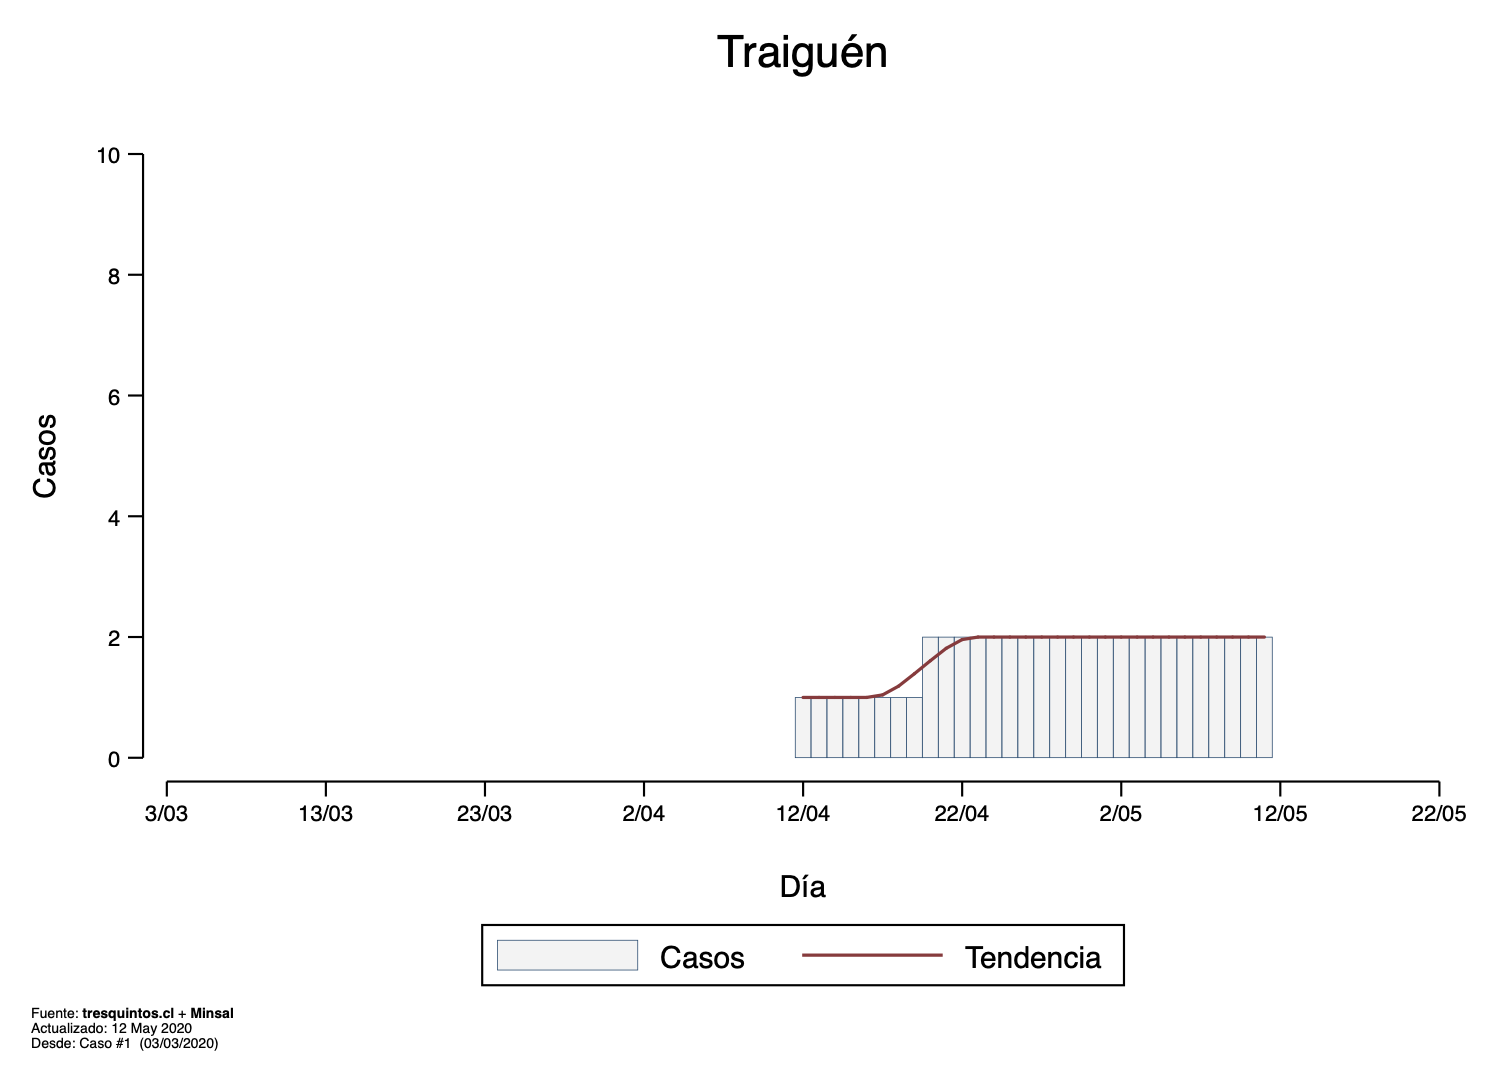 Traiguén
10
8
6
4
2
0
Casos
3/03 13/03 23/03 2/04 12/04 22/04 2/05 12/05 22/05
Día
Casos Tendencia
Fuente: tresquintos.cl + Minsal
Actualizado: 12 May 2020
Desde: Caso #1 (03/03/2020)